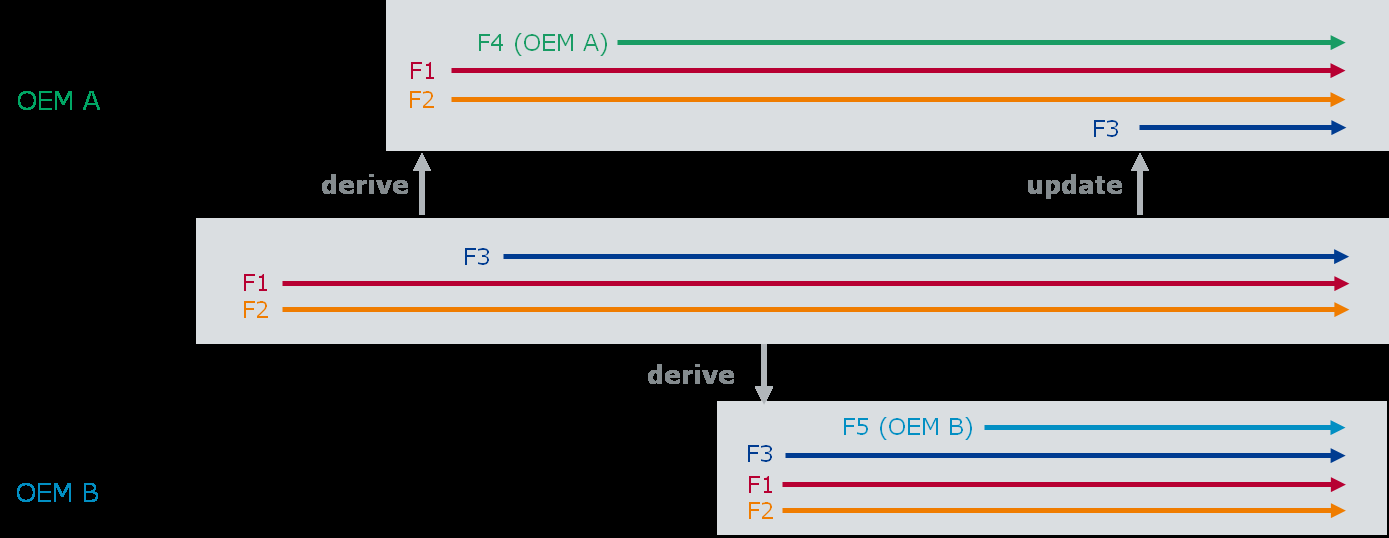 F4 (OEM A)
F1
OEM A
F2
F3
derive
update
F3
F1
F2
derive
F5 (OEM B)
F3
OEM B
F1
F2